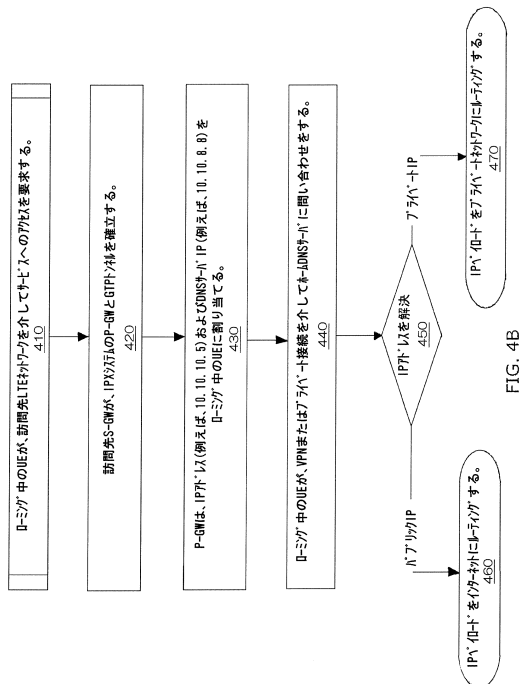 ローミング中のUEが、訪問先LTEネットワークを介してサービスへのアクセスを要求する。
410
訪問先S-GWが、IPXシステムのP-GWとGTPトンネルを確立する。
420
P-GWは、IPアドレス(例えば、10.10.10.5)およびDNSサーバIP(例えば、10.10.8.8)を
ローミング中のUEに割り当てる。
430
ローミング中のUEが、VPNまたはプライベート接続を介してホームDNSサーバに問い合わせをする。
440
IPアドレスを解決
450
パブリックIP
プライベートIP
IPペイロードをインターネットにルーティングする。
460
IPペイロードをプライベートネットワークにルーティングする。
470
FIG. 4B